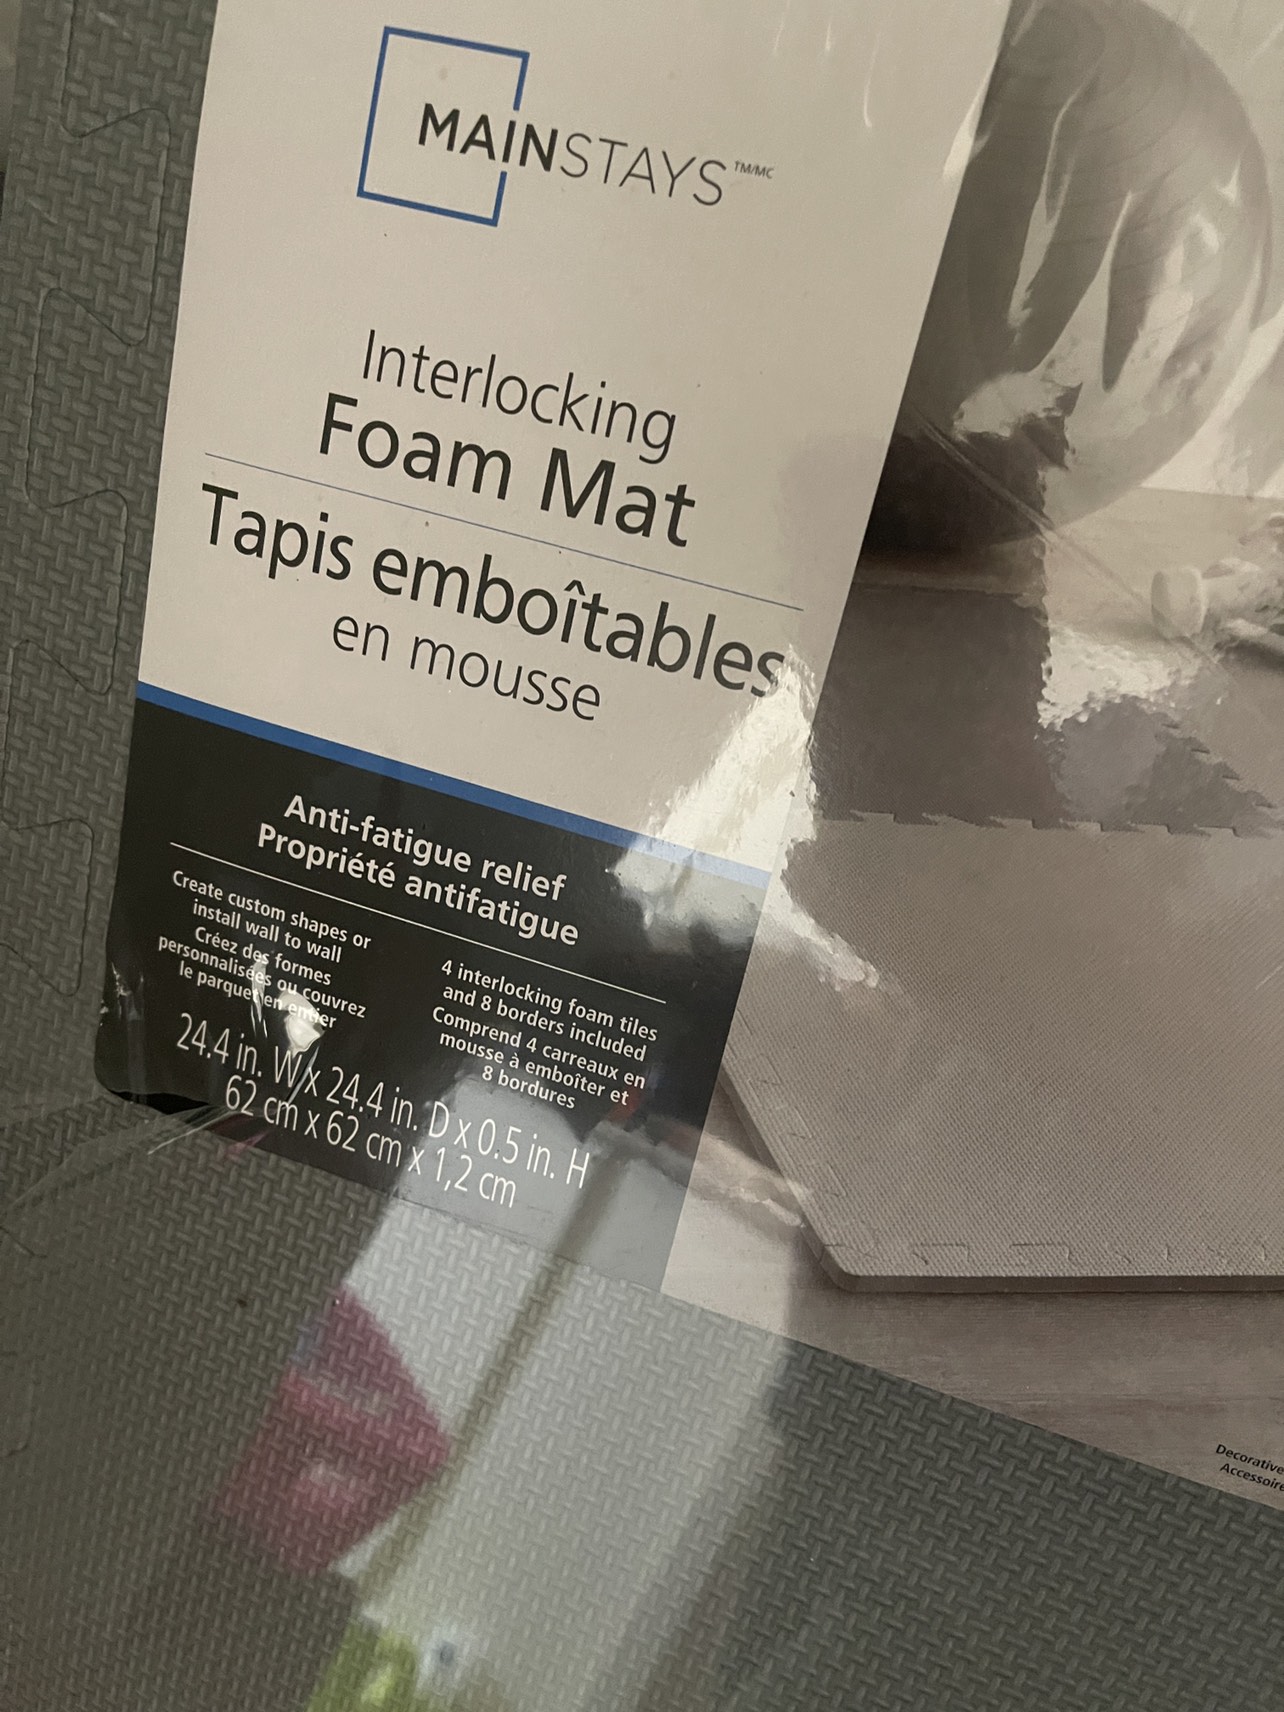 MAINSTAYS™/MC
Interlocking
Foam Mat
Tapis emboîtables
en mousse
Anti-fatigue relief
Propriété antifatigue
Create custom shapes or
install wall to wall
Créez des formes
personnalisées ou couvrez
le parquet en entier
4 interlocking foam tiles
and 8 borders included
Comprend 4 carreaux en
mousse à emboîter et
8 bordures
24.4 in. W x 24.4 in. D x 0.5 in. H
62 cm x 62 cm x 1,2 cm
Decorative
Accessoire